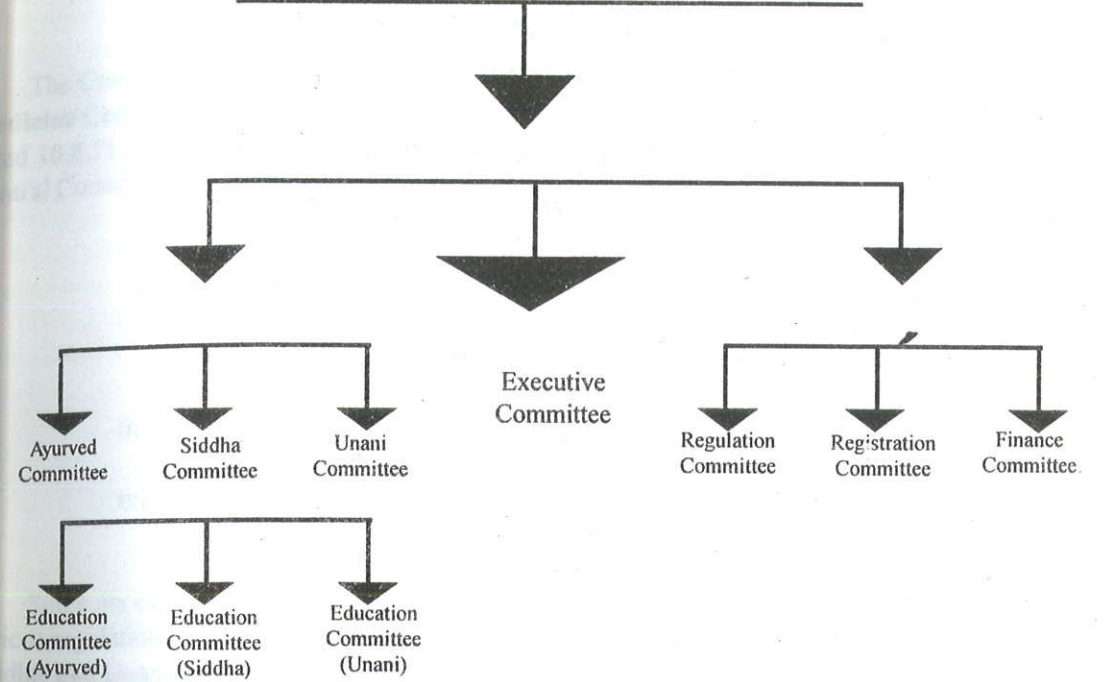 Executive
Committee
Ayurved
Committee
Siddha
Committee
Unani
Committee
Regulation
Committee
Registration
Committee
Finance
Committee
Education
Committee
(Ayurved)
Education
Committee
(Siddha)
Education
Committee
(Unani)